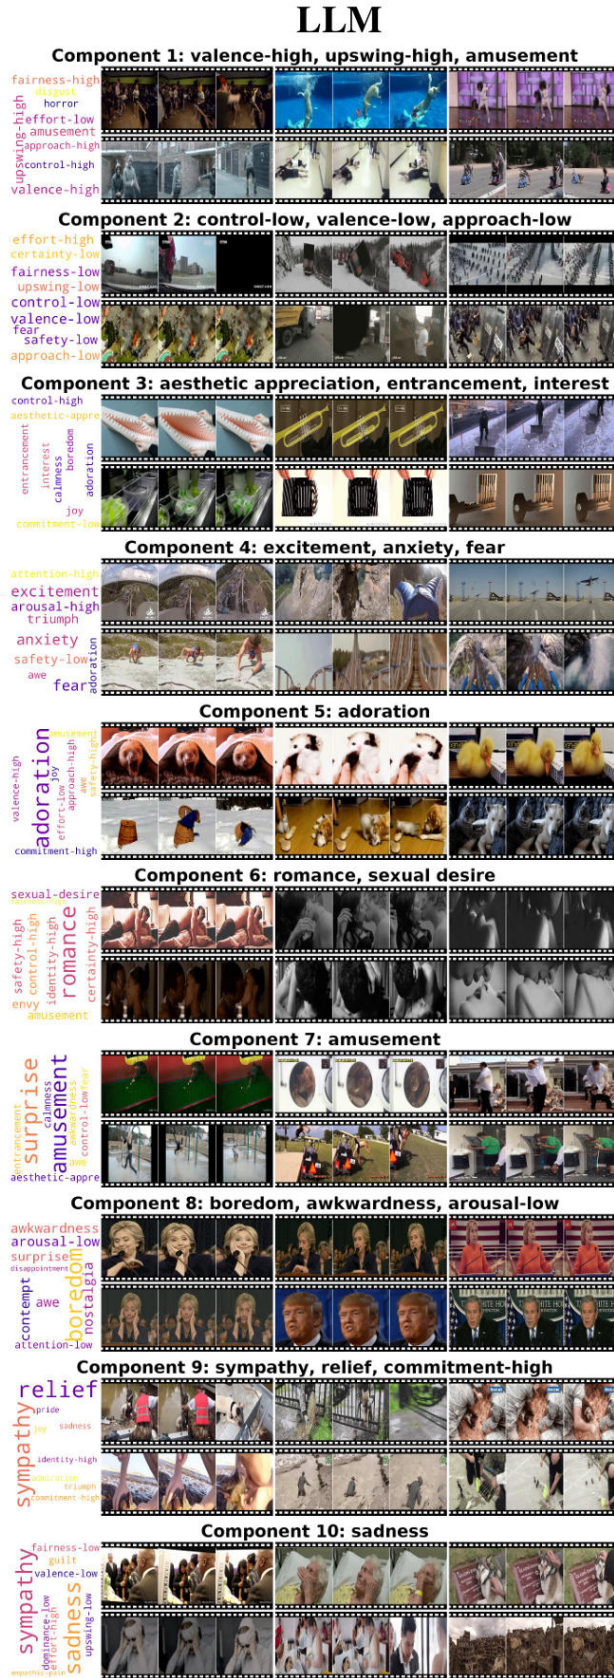 LLM
Component 1: valence-high, upswing-high, amusement
fairness-high
disgust
horror
effort-low
amusement
upswing-high
approach-high
control-high
valence-high
Component 2: control-low, valence-low, approach-low
effort-high
certainty-low
fairness-low
upswing-low
control-low
valence-low
fear
safety-low
approach-low
Component 3: aesthetic appreciation, entrancement, interest
control-high
aesthetic-appre
entrancement
interest
calmness
boredom
adoration
joy
commitment-low
Component 4: excitement, anxiety, fear
attention-high
excitement
arousal-high
triumph
anxiety
safety-low
awe
fear
adoration
Component 5: adoration
amusement
valence-high
adoration
joy
effort-low
approach-high
awe
safety-high
commitment-high
Component 6: romance, sexual desire
sexual-desire
safety-high
control-high
identity-high
romance
certainty-high
envy
amusement
Component 7: amusement
entrancement
surprise
calmness
amusement
awkwardness
control-low
fear
awe
aesthetic-appre
Component 8: boredom, awkwardness, arousal-low
awkwardness
arousal-low
surprise
disappointment
contempt
awe
boredom
nostalgia
attention-low
Component 9: sympathy, relief, commitment-high
relief
pride
joy
sadness
sympathy
identity-high
admiration
triumph
commitment-high
Component 10: sadness
fairness-low
guilt
valence-low
sympathy
dominance-low
effort-high
sadness
upswing-low
empathic-pain